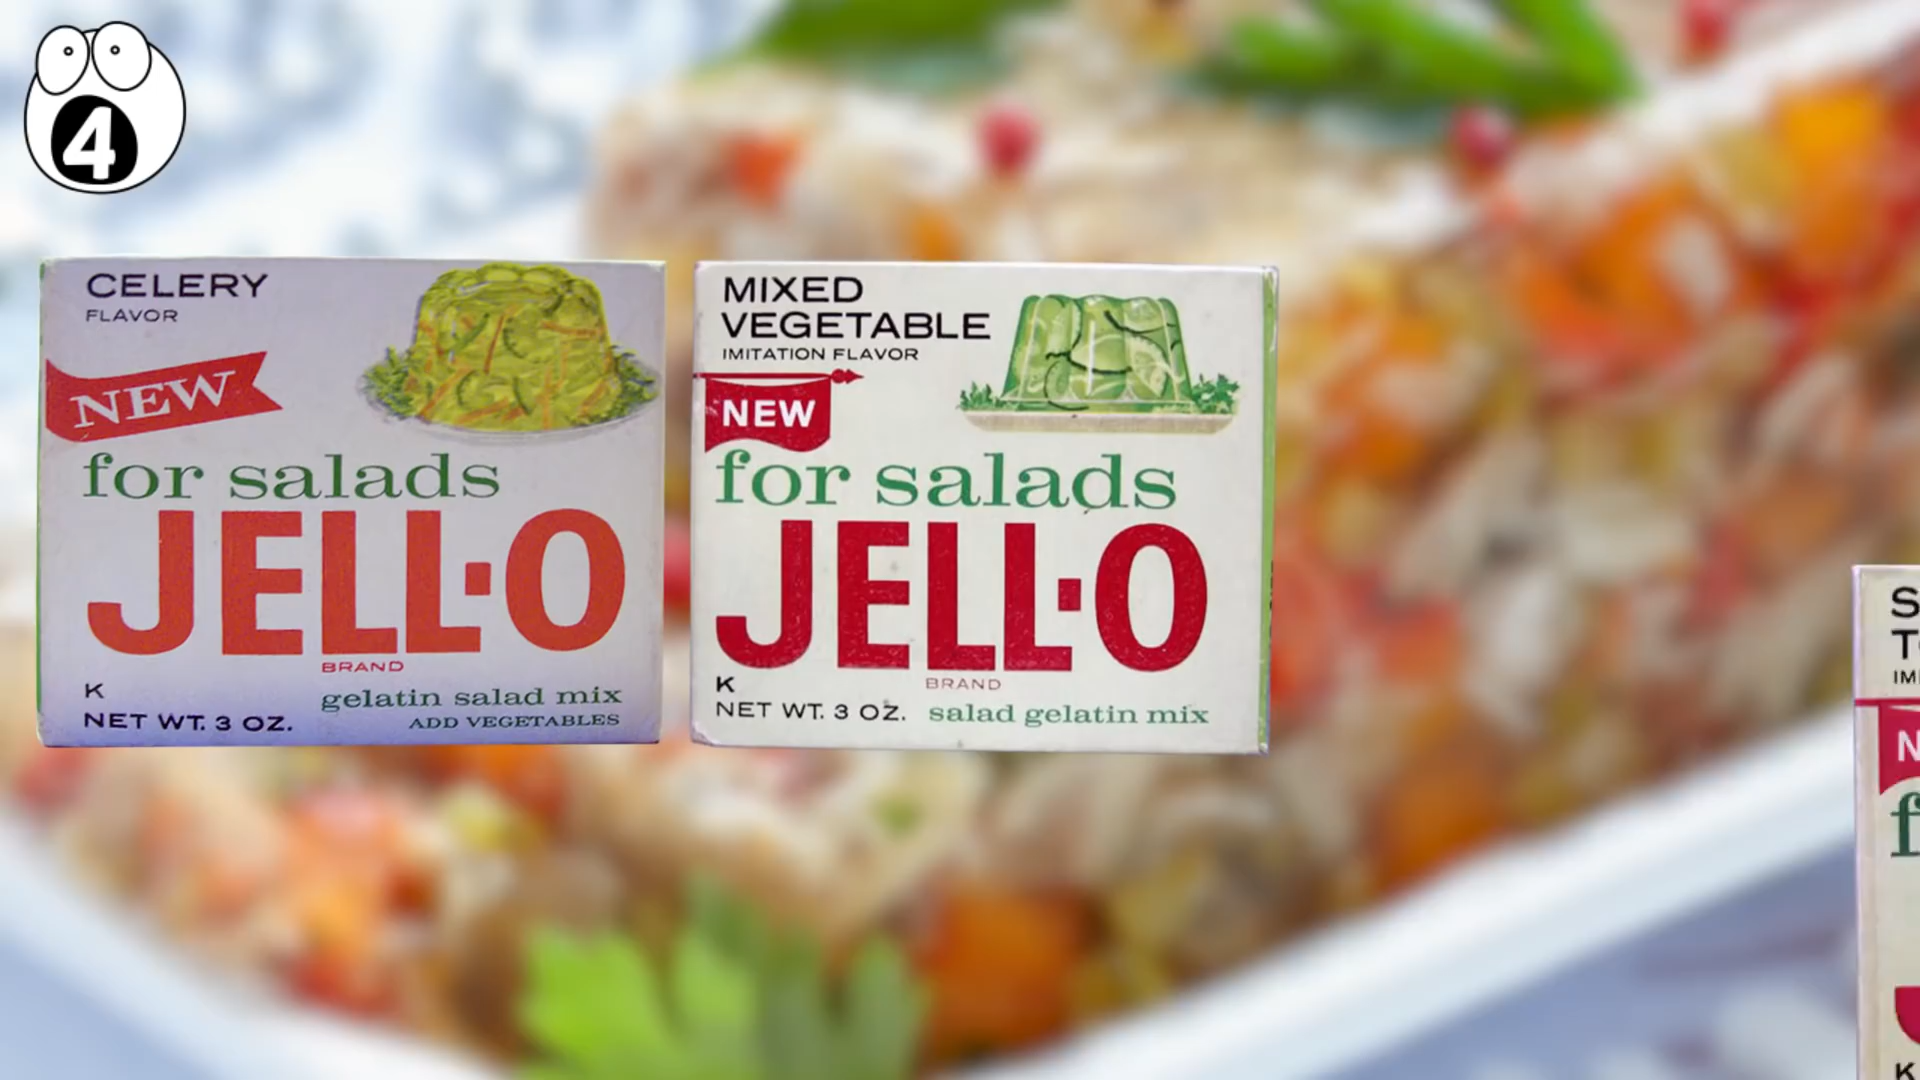 4
CELERY
FLAVOR
NEW
for salads
JELL·O
BRAND
K
NET WT. 3 OZ.
gelatin salad mix
ADD VEGETABLES
MIXED
VEGETABLE
IMITATION FLAVOR
NEW
for salads
JELL·O
BRAND
K
NET WT. 3 OZ.
salad gelatin mix
K